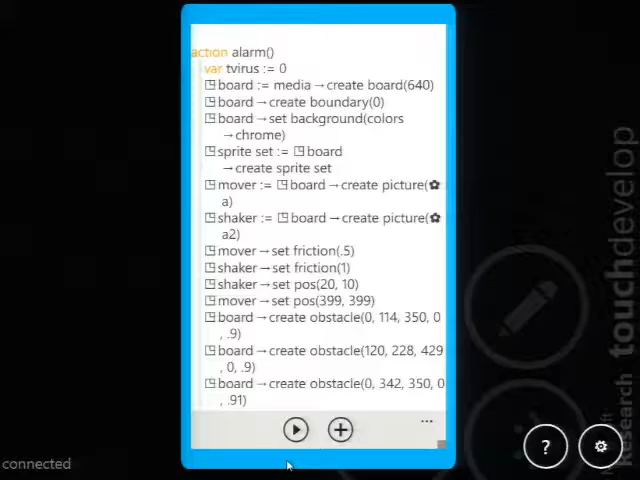 action alarm()
var tvirus := 0
board := media → create board(640)
board → create boundary(0)
board → set background(colors
→ chrome)
sprite set := board
→ create sprite set
mover := board → create picture(
a)
shaker := board → create picture(
a2)
mover → set friction(.5)
shaker → set friction(1)
shaker → set pos(20, 10)
mover → set pos(399, 399)
board → create obstacle(0, 114, 350, 0
, .9)
board → create obstacle(120, 228, 429
, 0, .9)
board → create obstacle(0, 342, 350, 0
, .91)
...
?
connected
Research touchdevelop